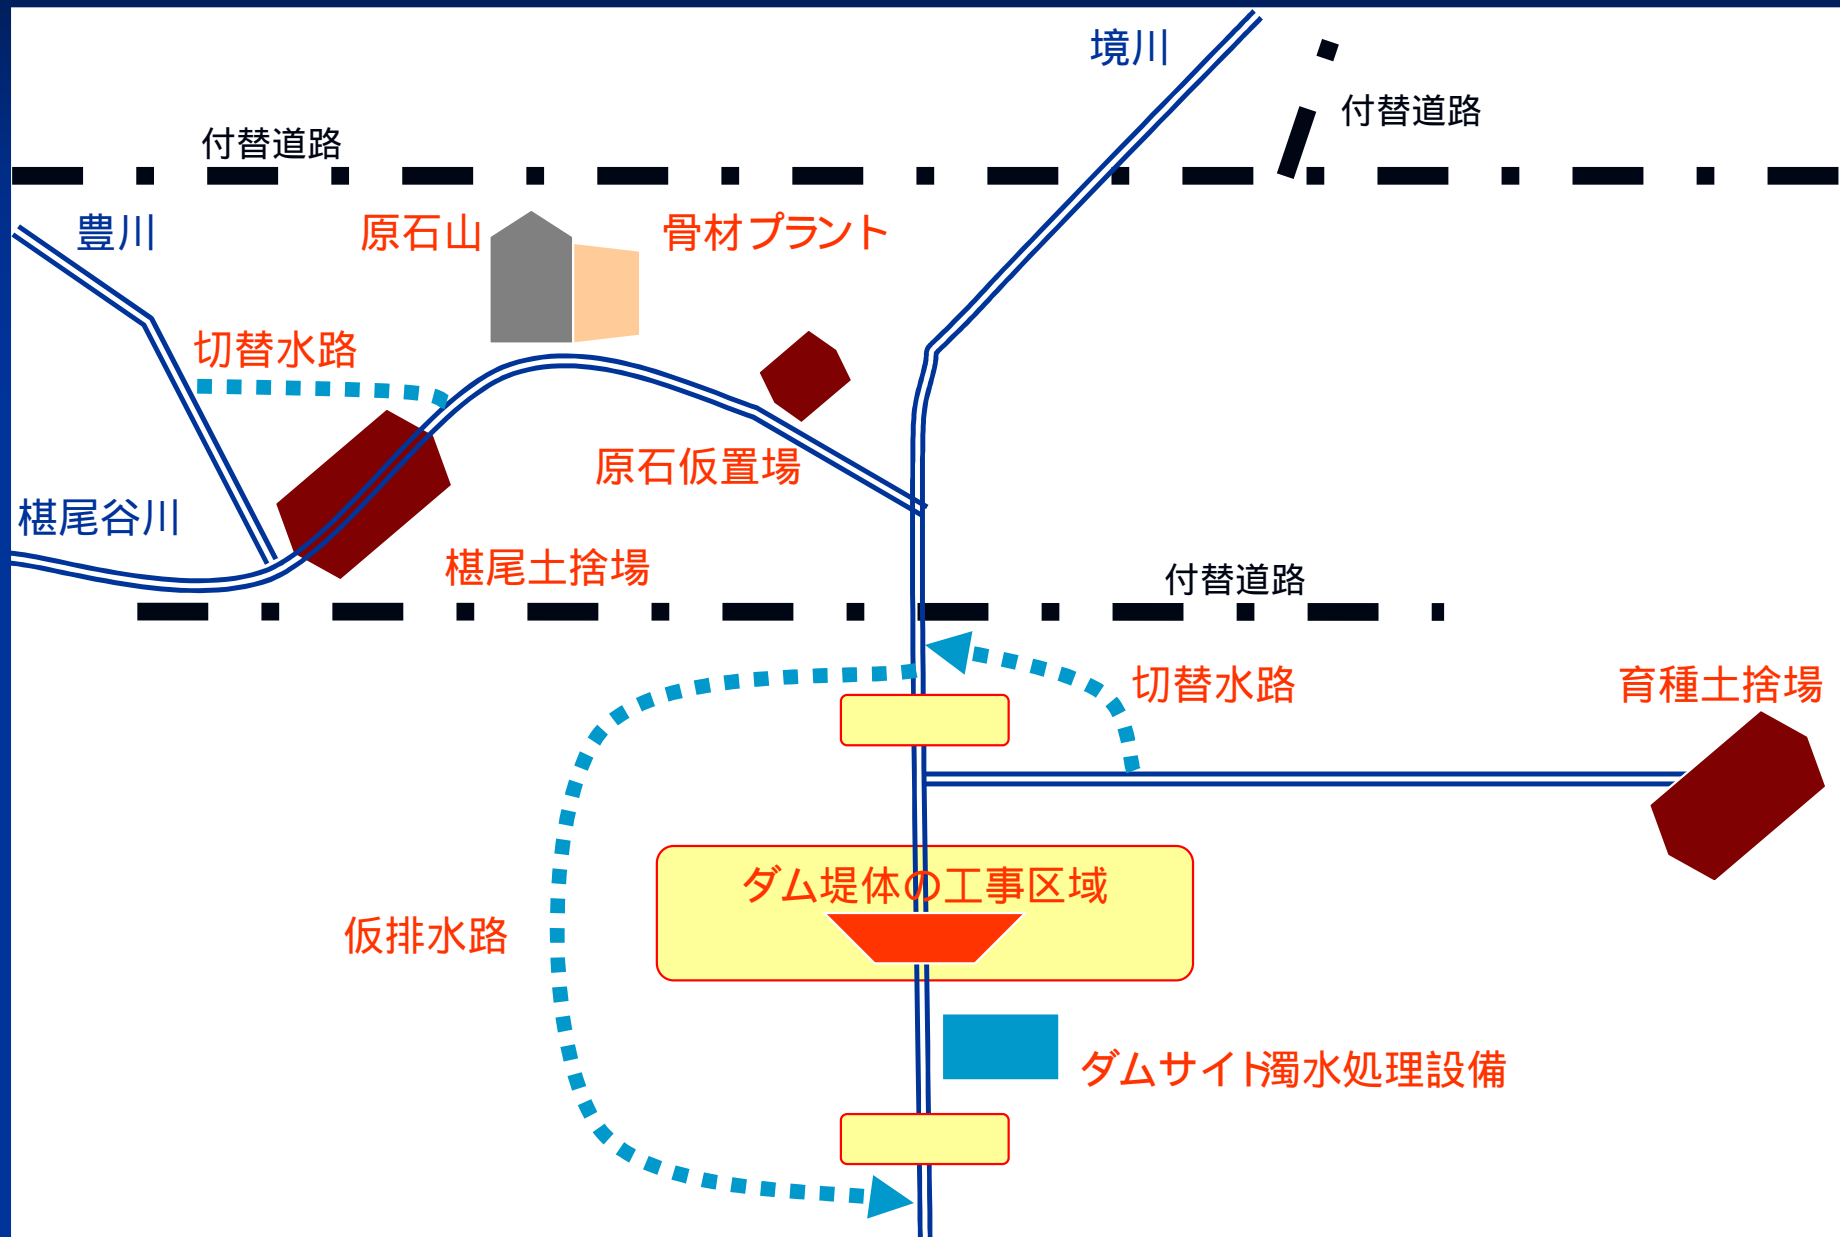 境川
付替道路
付替道路
豊川
原石山
骨材プラント
切替水路
原石仮置場
椹尾谷川
椹尾土捨場
付替道路
切替水路
育種土捨場
ダム堤体の工事区域
仮排水路
ダムサイト濁水処理設備